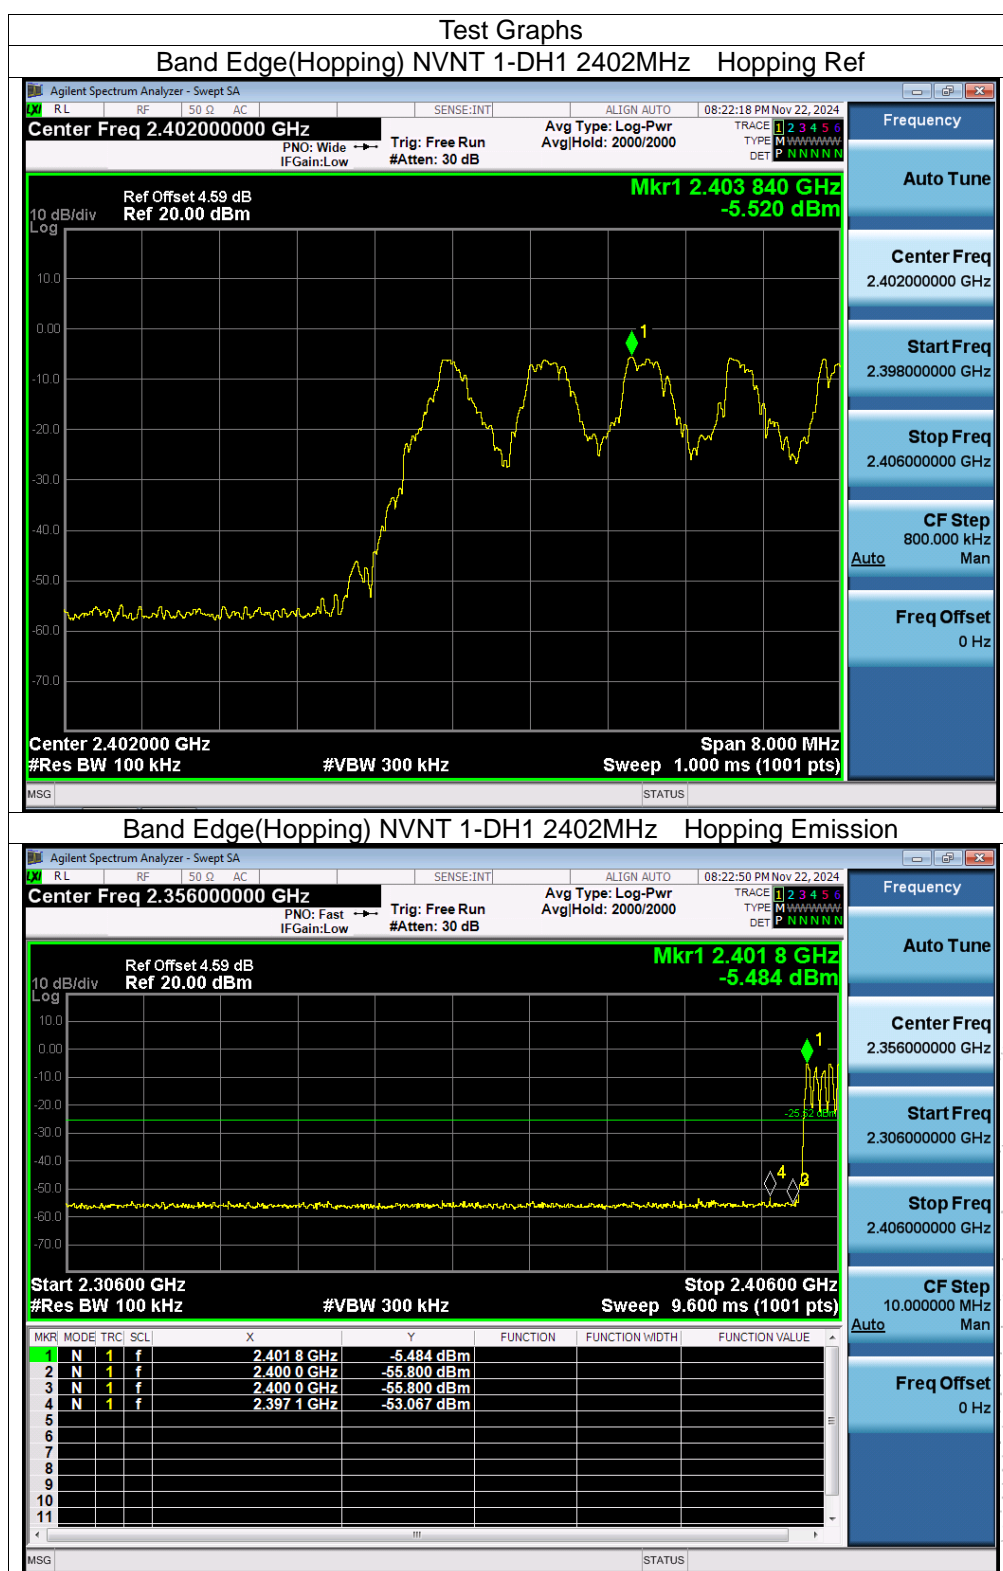 Test Graphs
Band Edge(Hopping) NVNT 1-DH1 2402MHz Hopping Ref
Agilent Spectrum Analyzer - Swept SA
LXI RL RF 50 Ω AC SENSE:INT ALIGN AUTO 08:22:18 PM Nov 22, 2024
Center Freq 2.402000000 GHz Avg Type: Log-Pwr TRACE 1 2 3 4 5 6
PNO: Wide Trig: Free Run Avg|Hold: 2000/2000 TYPE M WWWWW
IFGain:Low #Atten: 30 dB DET P N N N N N
Frequency
Auto Tune
Mkr1 2.403 840 GHz
-5.520 dBm
Ref Offset 4.59 dB
10 dB/div Ref 20.00 dBm
Log
10.0
0.00
-10.0
-20.0
-30.0
-40.0
-50.0
-60.0
-70.0
1
Center Freq
2.402000000 GHz
Start Freq
2.398000000 GHz
Stop Freq
2.406000000 GHz
CF Step
800.000 kHz
Auto Man
Freq Offset
0 Hz
Center 2.402000 GHz Span 8.000 MHz
#Res BW 100 kHz #VBW 300 kHz Sweep 1.000 ms (1001 pts)
MSG STATUS
Band Edge(Hopping) NVNT 1-DH1 2402MHz Hopping Emission
Agilent Spectrum Analyzer - Swept SA
LXI RL RF 50 Ω AC SENSE:INT ALIGN AUTO 08:22:50 PM Nov 22, 2024
Center Freq 2.356000000 GHz Avg Type: Log-Pwr TRACE 1 2 3 4 5 6
PNO: Fast Trig: Free Run Avg|Hold: 2000/2000 TYPE M WWWWW
IFGain:Low #Atten: 30 dB DET P N N N N N
Frequency
Auto Tune
Mkr1 2.401 8 GHz
-5.484 dBm
Ref Offset 4.59 dB
10 dB/div Ref 20.00 dBm
Log
10.0
0.00
-10.0
-20.0
-30.0
-40.0
-50.0
-60.0
-70.0
1
-25.52 dBm
4
3
Center Freq
2.356000000 GHz
Start Freq
2.306000000 GHz
Stop Freq
2.406000000 GHz
CF Step
10.000000 MHz
Auto Man
Freq Offset
0 Hz
Start 2.30600 GHz Stop 2.40600 GHz
#Res BW 100 kHz #VBW 300 kHz Sweep 9.600 ms (1001 pts)
MKR MODE TRC SCL X Y FUNCTION FUNCTION WIDTH FUNCTION VALUE
1 N 1 f 2.401 8 GHz -5.484 dBm
2 N 1 f 2.400 0 GHz -55.800 dBm
3 N 1 f 2.400 0 GHz -55.800 dBm
4 N 1 f 2.397 1 GHz -53.067 dBm
5
6
7
8
9
10
11
MSG STATUS